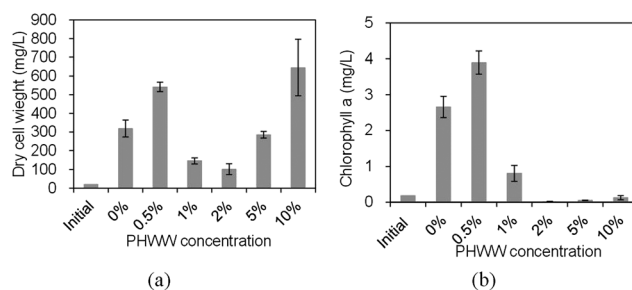 (a)
Dry cell wieght (mg/L)
900
800
700
600
500
400
300
200
100
0
Initial
0%
0.5%
1%
2%
5%
10%
PHWW concentration
(a)
(b)
Chlorophyll a (mg/L)
5
4
3
2
1
0
Initial
0%
0.5%
1%
2%
5%
10%
PHWW concentration
(b)